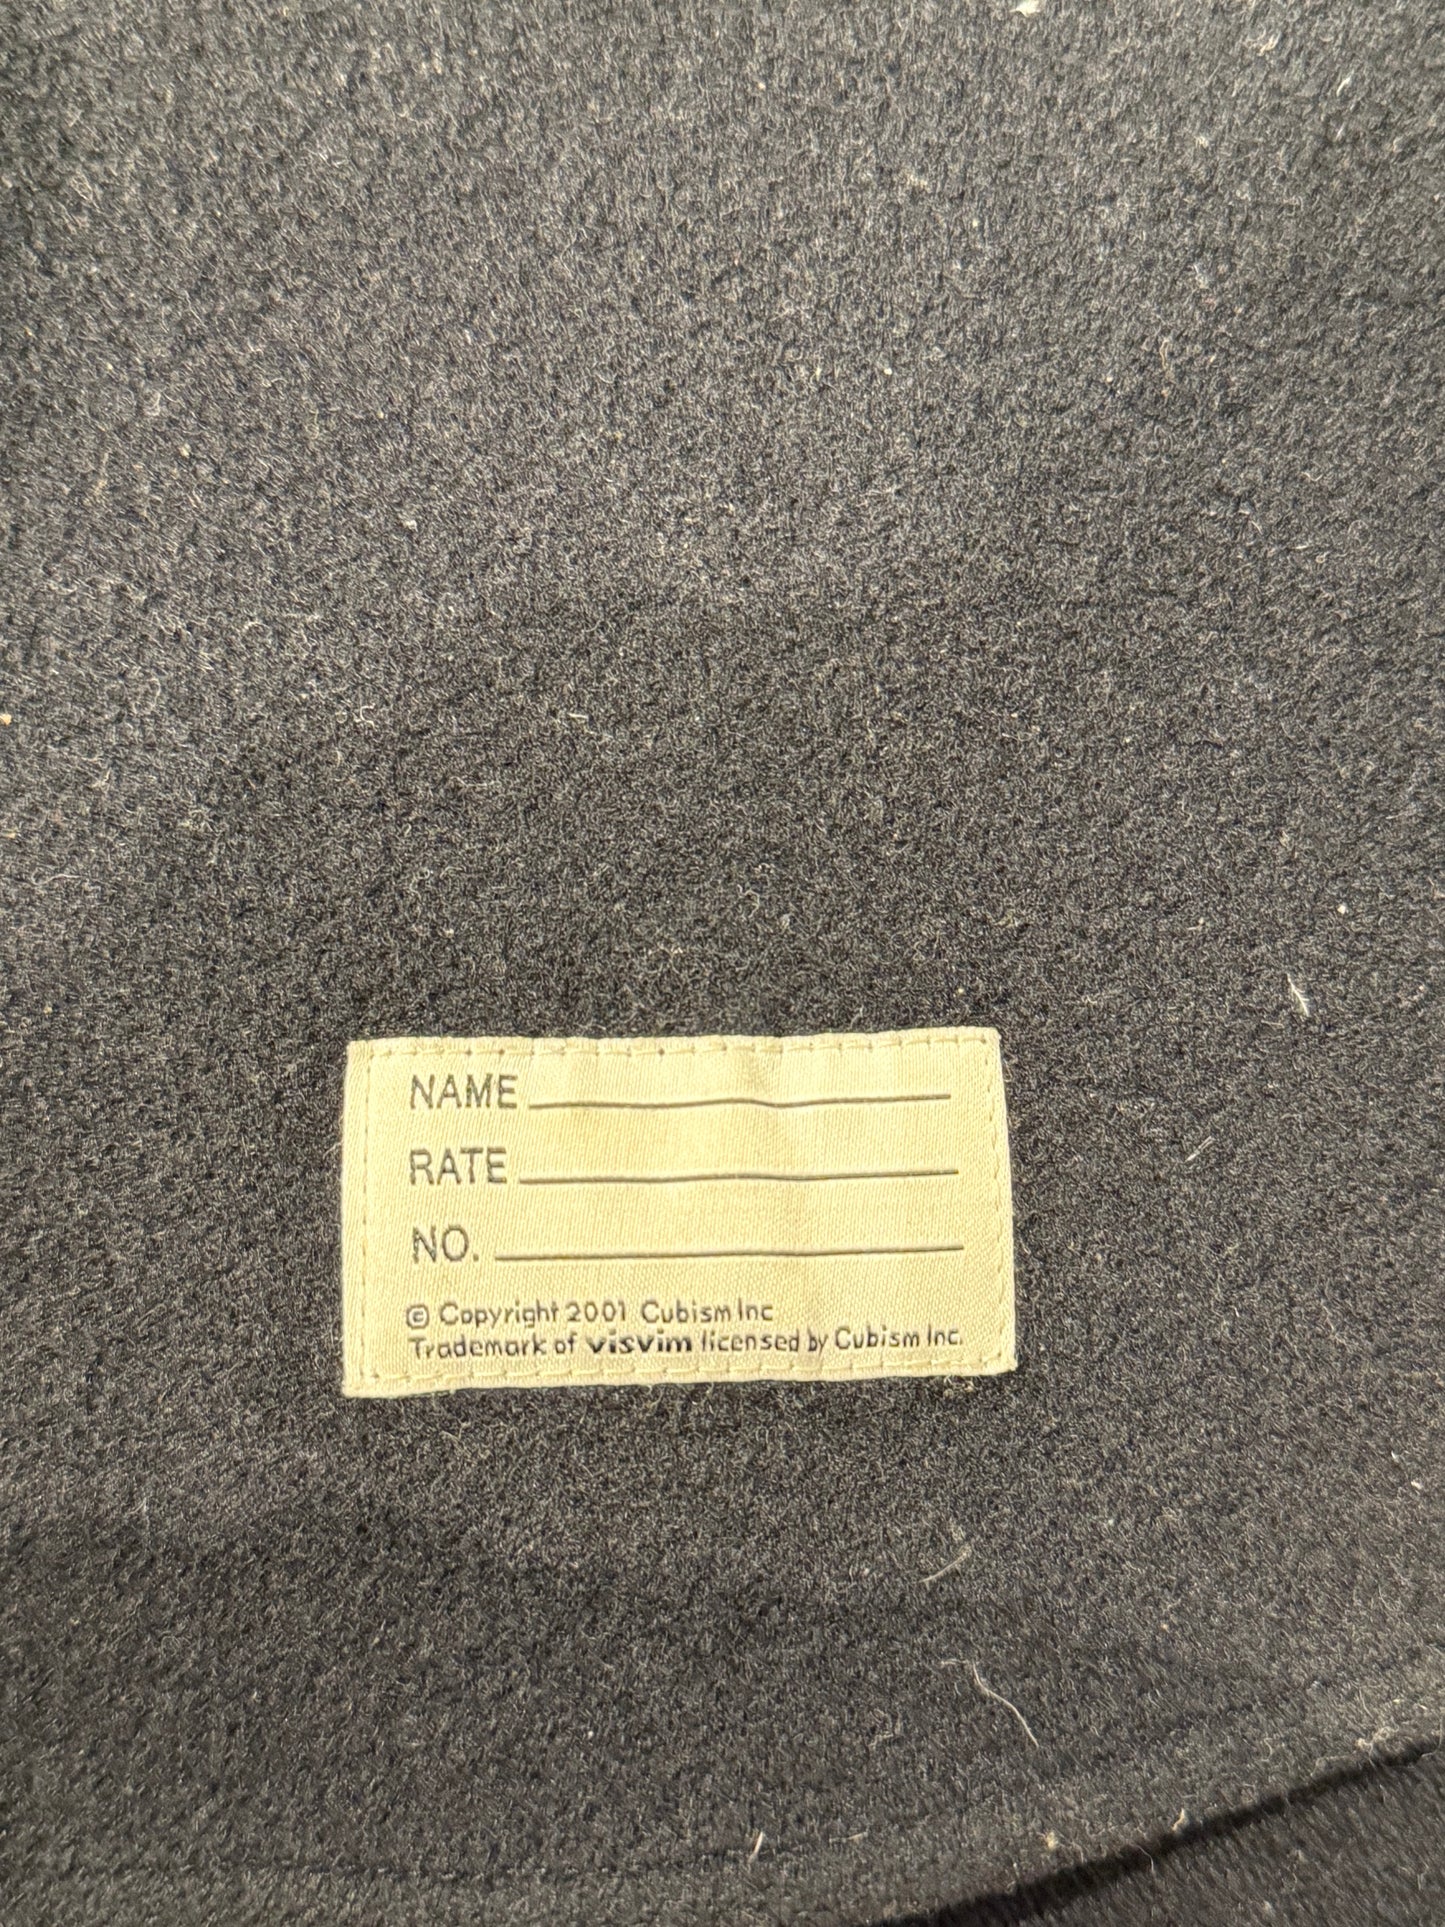 NAME
RATE
NO.
© Copyright 2001 Cubism Inc
Trademark of visvim licensed by Cubism Inc.